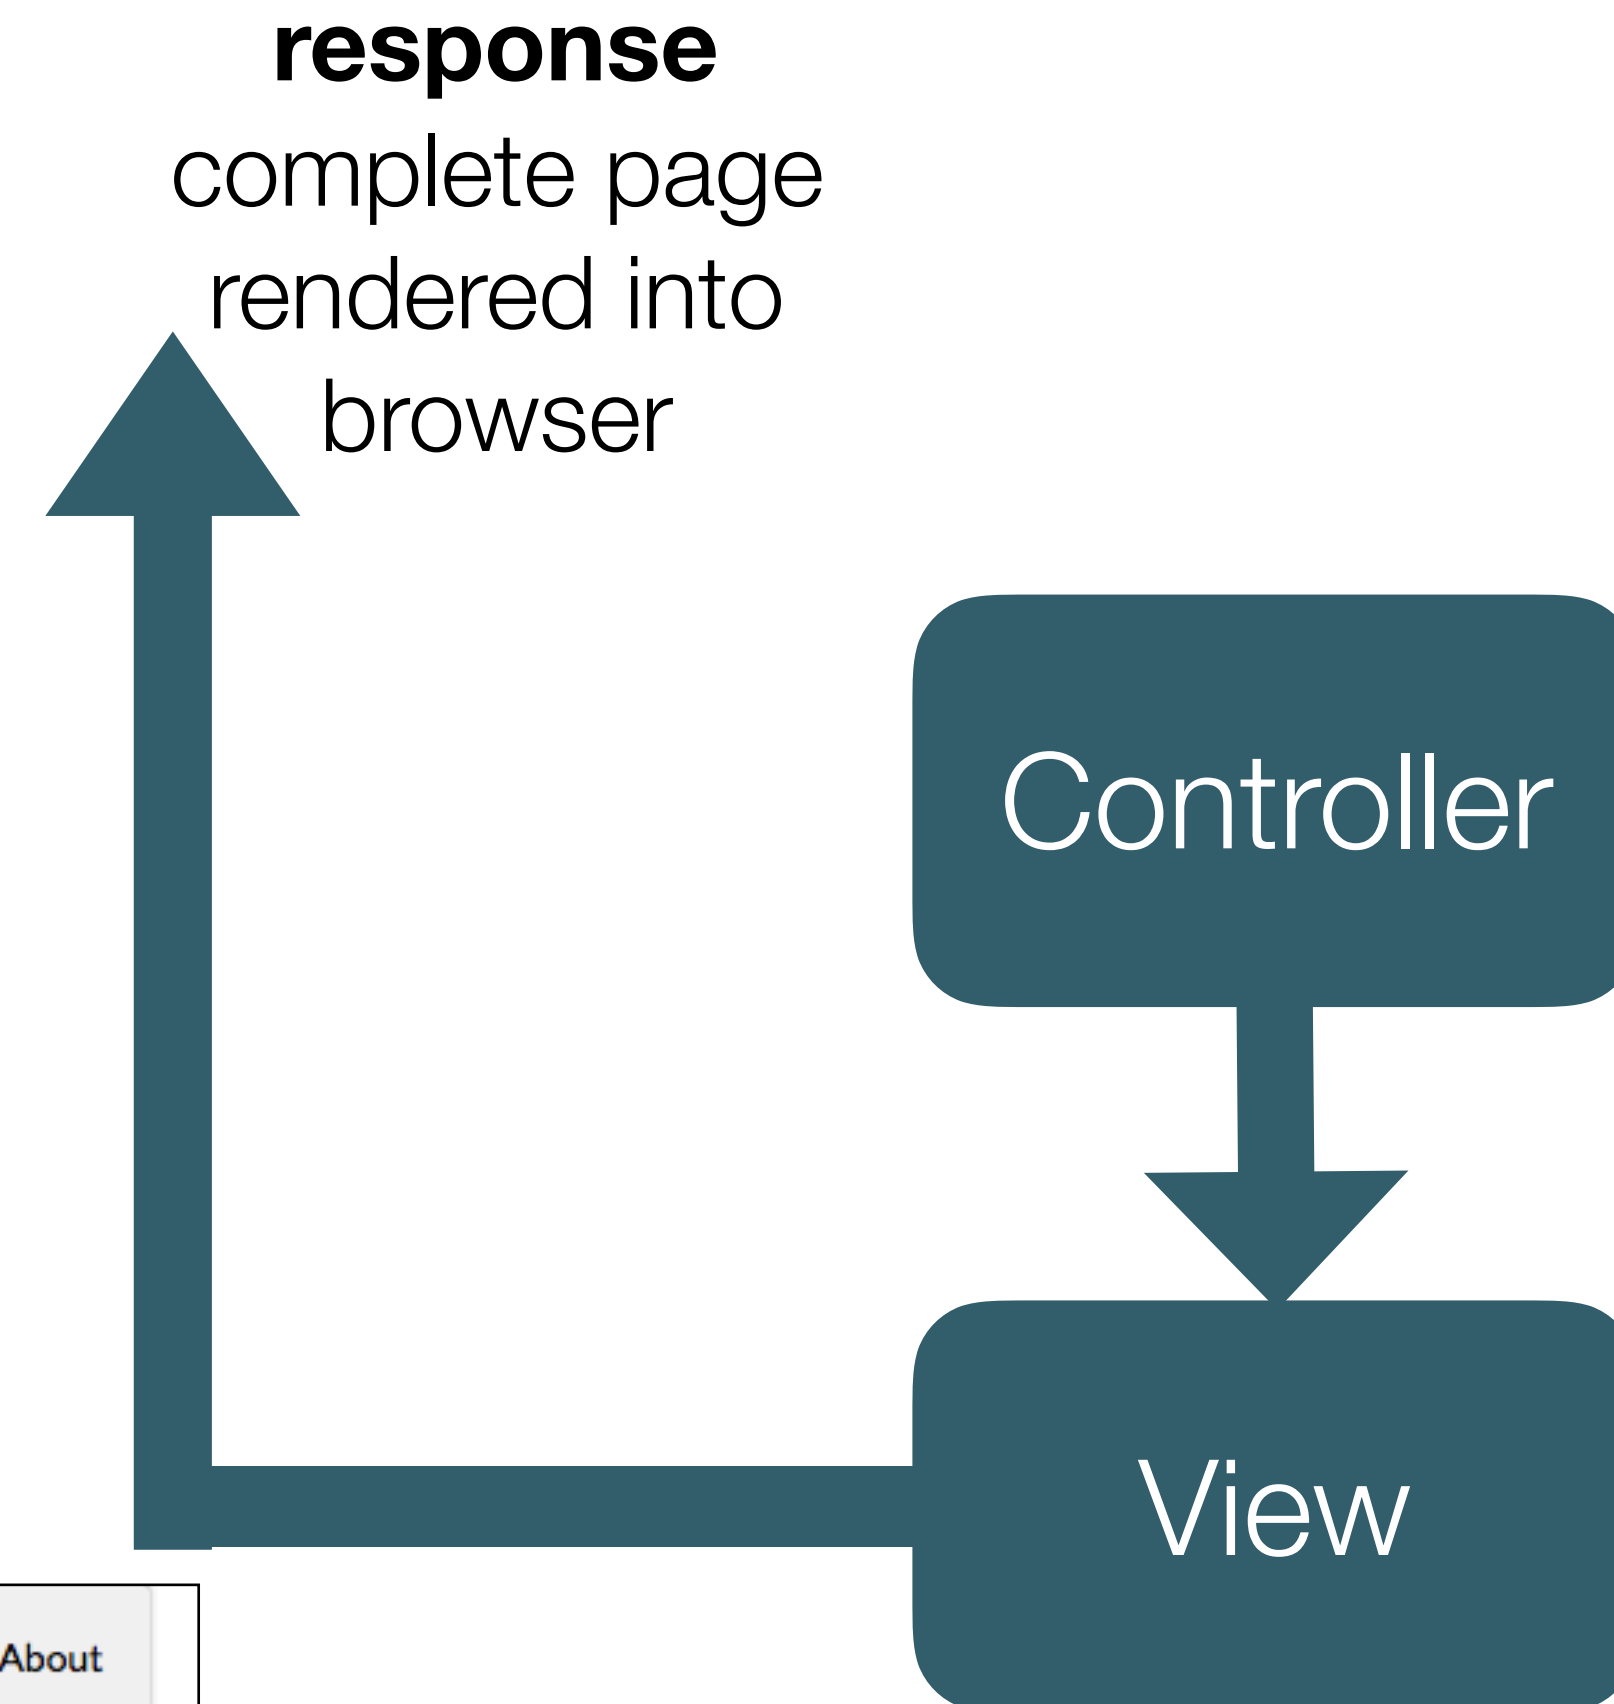 response
complete page
rendered into
browser
Controller
View
About